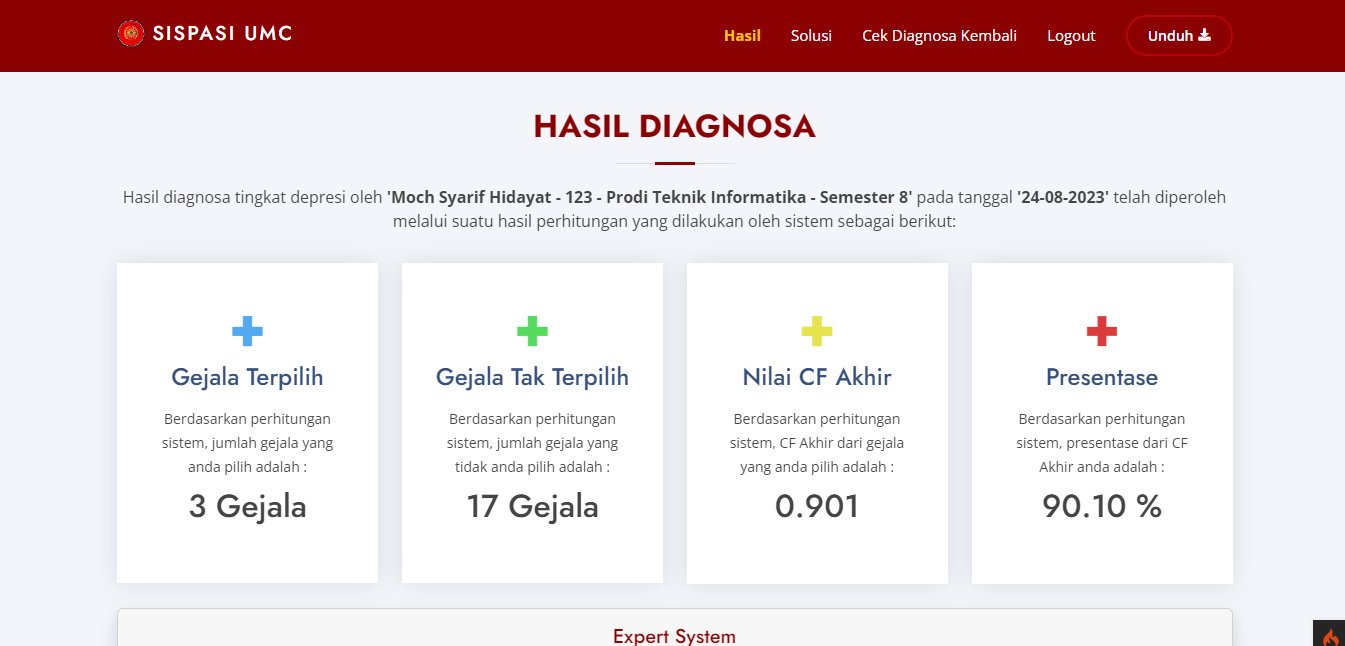 SISPASI UMC
Hasil
Solusi
Cek Diagnosa Kembali
Logout
Unduh
HASIL DIAGNOSA
Hasil diagnosa tingkat depresi oleh 'Moch Syarif Hidayat - 123 - Prodi Teknik Informatika - Semester 8' pada tanggal '24-08-2023' telah diperoleh
melalui suatu hasil perhitungan yang dilakukan oleh sistem sebagai berikut:
Gejala Terpilih
Berdasarkan perhitungan
sistem, jumlah gejala yang
anda pilih adalah :
3 Gejala
Gejala Tak Terpilih
Berdasarkan perhitungan
sistem, jumlah gejala yang
tidak anda pilih adalah :
17 Gejala
Nilai CF Akhir
Berdasarkan perhitungan
sistem, CF Akhir dari gejala
yang anda pilih adalah :
0.901
Presentase
Berdasarkan perhitungan
sistem, presentase dari CF
Akhir anda adalah :
90.10 %
Expert System